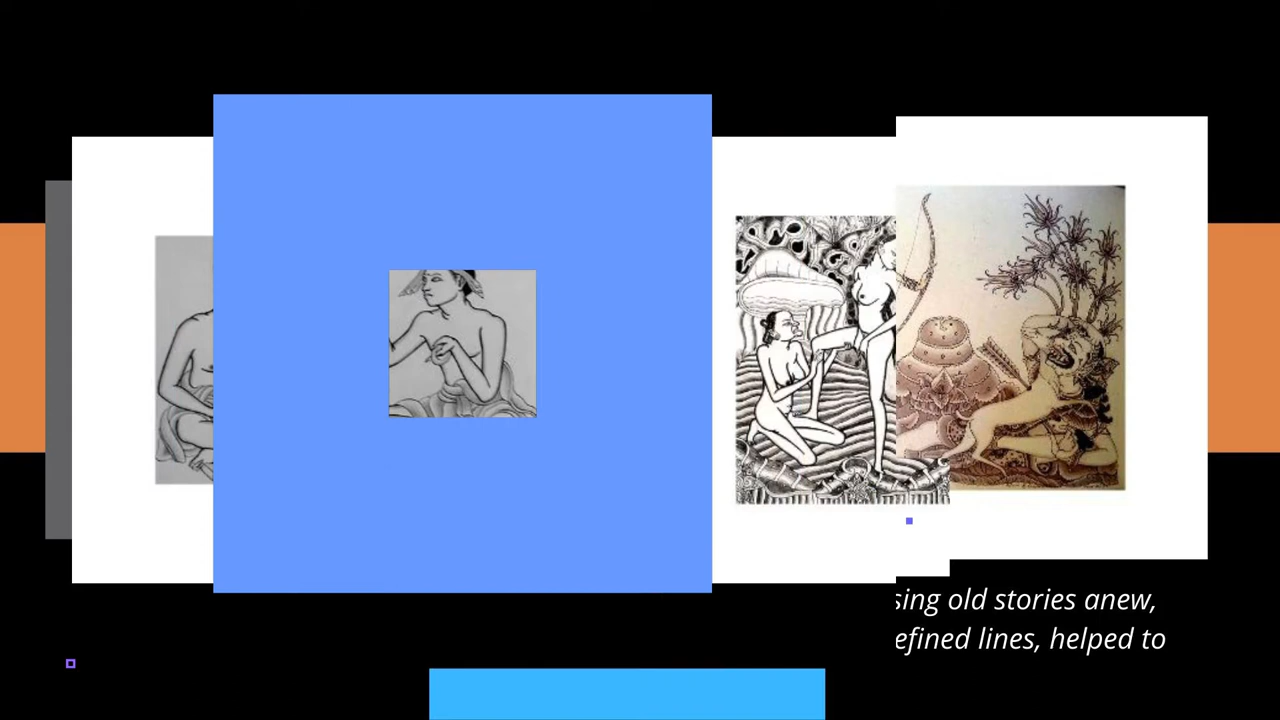 sing old stories anew,
efined lines, helped to